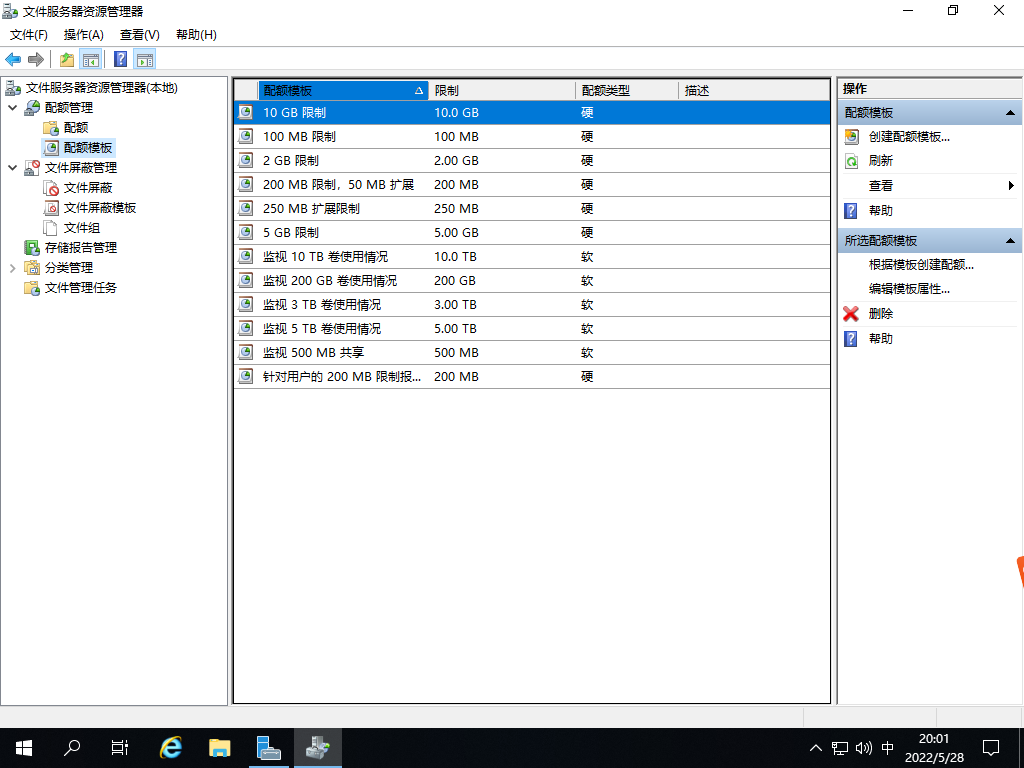 文件服务器资源管理器
文件(F) 操作(A) 查看(V) 帮助(H)
文件服务器资源管理器(本地)
配额管理
配额
配额模板
文件屏蔽管理
文件屏蔽
文件屏蔽模板
文件组
存储报告管理
分类管理
文件管理任务
配额模板 限制 配额类型 描述
10 GB 限制 10.0 GB 硬
100 MB 限制 100 MB 硬
2 GB 限制 2.00 GB 硬
200 MB 限制，50 MB 扩展 200 MB 硬
250 MB 扩展限制 250 MB 硬
5 GB 限制 5.00 GB 硬
监视 10 TB 卷使用情况 10.0 TB 软
监视 200 GB 卷使用情况 200 GB 软
监视 3 TB 卷使用情况 3.00 TB 软
监视 5 TB 卷使用情况 5.00 TB 软
监视 500 MB 共享 500 MB 软
针对用户的 200 MB 限制报... 200 MB 硬
操作
配额模板
创建配额模板...
刷新
查看
帮助
所选配额模板
根据模板创建配额...
编辑模板属性...
删除
帮助
中
20:01
2022/5/28